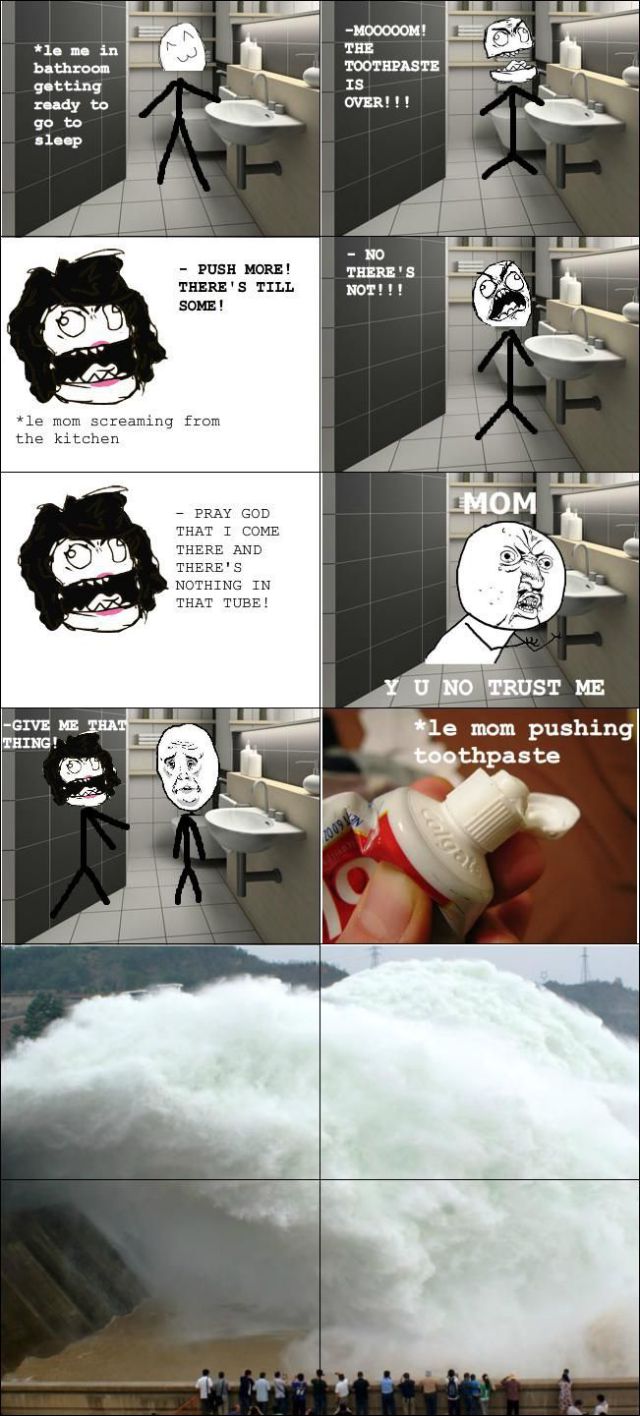 *le me in
bathroom
getting
ready to
go to
sleep
-MOOOOOM!
THE
TOOTHPASTE
IS
OVER!!!
- PUSH MORE!
THERE'S TILL
SOME!
*le mom screaming from
the kitchen
- NO
THERE'S
NOT!!!
- PRAY GOD
THAT I COME
THERE AND
THERE'S
NOTHING IN
THAT TUBE!
MOM
Y U NO TRUST ME
-GIVE ME THAT
THING!
*le mom pushing
toothpaste
Colgate